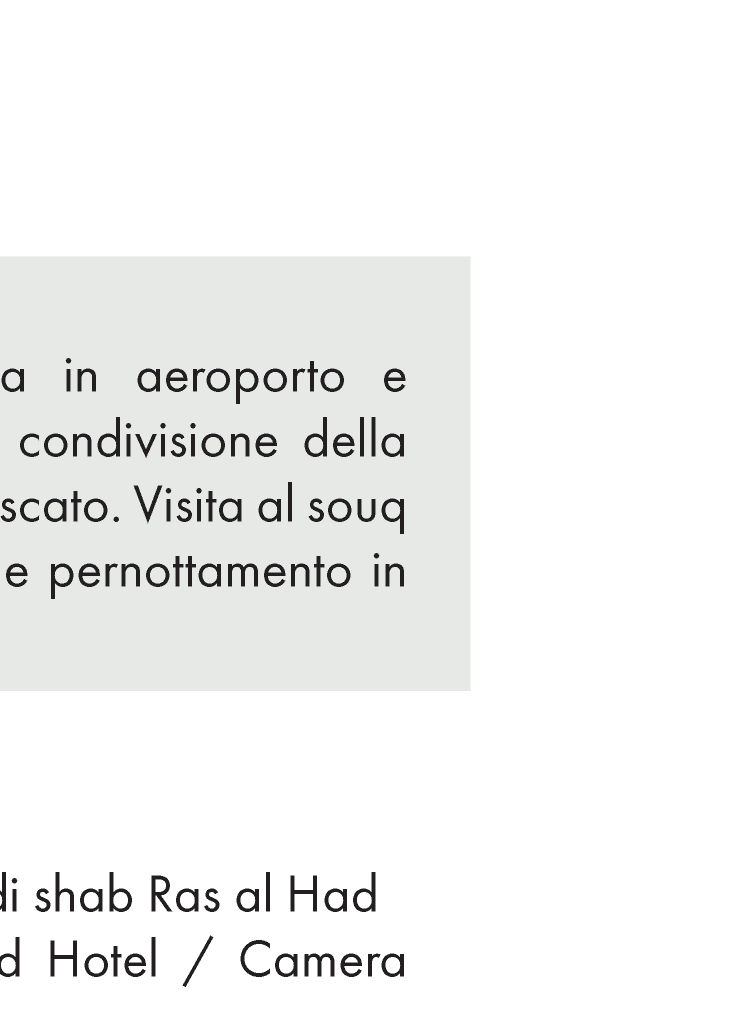 a in aeroporto e
condivisione della
scato. Visita al souq
e pernottamento in
di shab Ras al Had
d Hotel / Camera